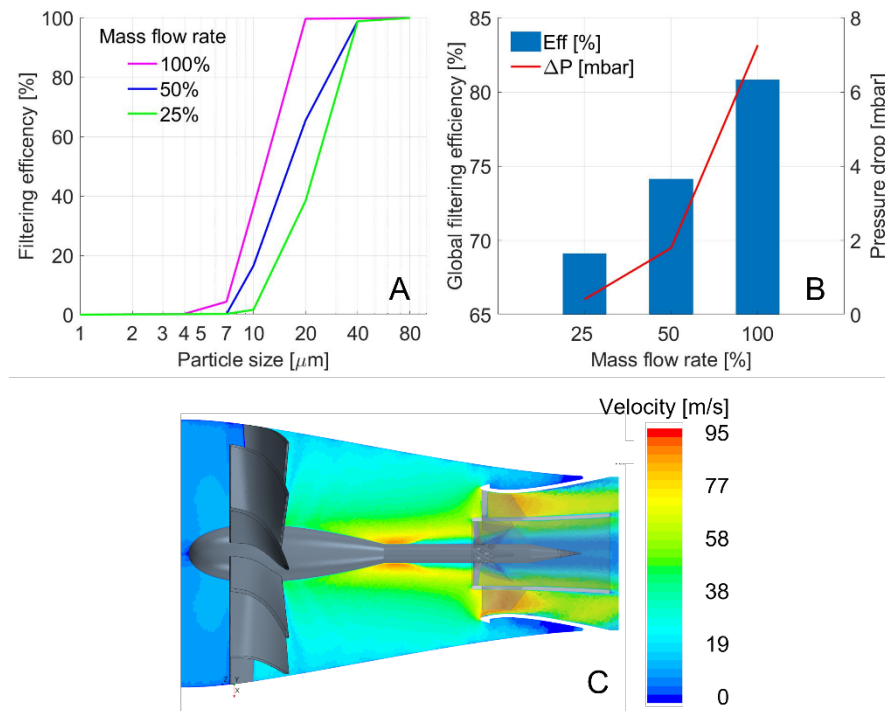 Filtering efficency [%]
100
80
60
40
20
0
Mass flow rate
100%
50%
25%
A
1 2 3 4 5 7 10 20 40 80
Particle size [μm]
Global filtering efficiency [%]
85
80
75
70
65
Eff [%]
ΔP [mbar]
8
6
4
2
0
Pressure drop [mbar]
B
25 50 100
Mass flow rate [%]
Velocity [m/s]
95
77
58
38
19
0
C
Z Y
X